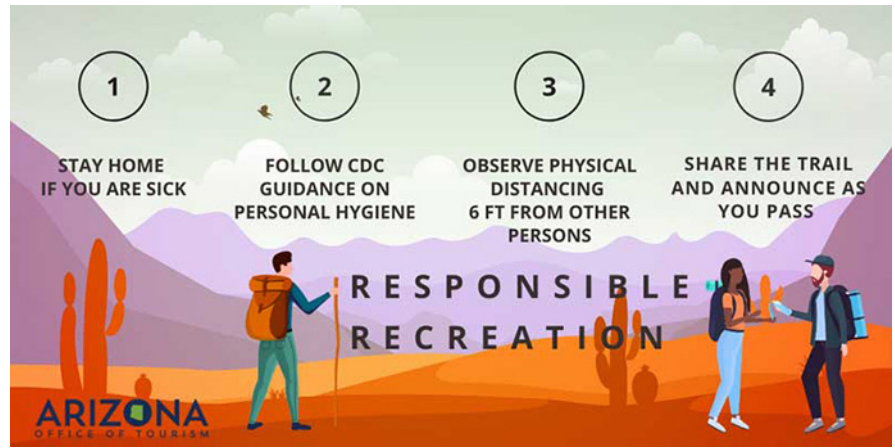 1
STAY HOME
IF YOU ARE SICK
2
FOLLOW CDC
GUIDANCE ON
PERSONAL HYGIENE
3
OBSERVE PHYSICAL
DISTANCING
6 FT FROM OTHER
PERSONS
4
SHARE THE TRAIL
AND ANNOUNCE AS
YOU PASS
RESPONSIBLE
RECREATION
ARIZONA
OFFICE OF TOURISM